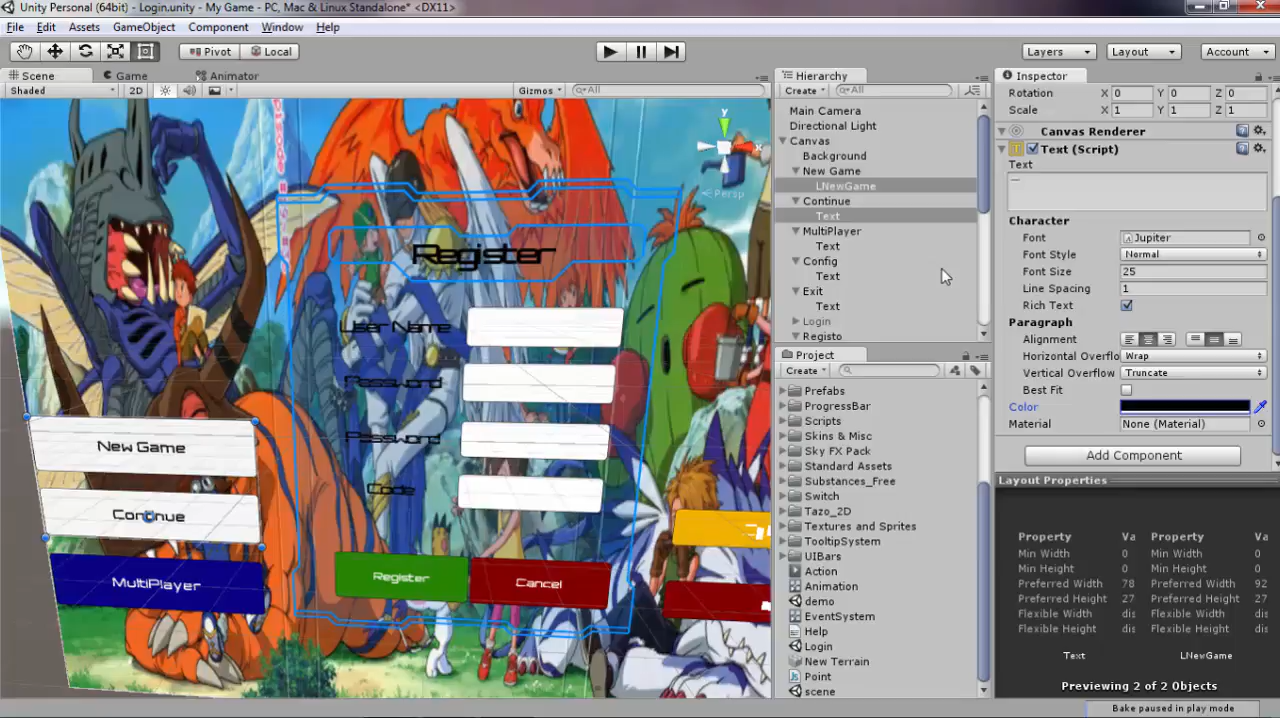 Unity Personal (64bit) - Login.unity - My Game - PC, Mac & Linux Standalone* <DX11>
File Edit Assets GameObject Component Window Help
Pivot Local Layers Layout Account
Scene Game Animator
Shaded 2D Gizmos All
Register
User Name
Password
Password
New Game
Continue
MultiPlayer
Register Cancel
Persp
y
x
Hierarchy
Create All
Main Camera
Directional Light
Canvas
Background
New Game
LNewGame
Continue
Text
MultiPlayer
Text
Config
Text
Exit
Text
Login
Registo
Project
Create
Prefabs
ProgressBar
Scripts
Skins & Misc
Sky FX Pack
Standard Assets
Substances_Free
Switch
Tazo_2D
Textures and Sprites
TooltipSystem
UIBars
Action
Animation
demo
EventSystem
Help
Login
New Terrain
Point
scene
Inspector
Rotation X 0 Y 0 Z 0
Scale X 1 Y 1 Z 1
Canvas Renderer
Text (Script)
Text
—
Character
Font Jupiter
Font Style Normal
Font Size 25
Line Spacing 1
Rich Text
Paragraph
Alignment
Horizontal Overflo Wrap
Vertical Overflow Truncate
Best Fit
Color
Material None (Material)
Add Component
Layout Properties
Property Va Property Va
Min Width 0 Min Width 0
Min Height 0 Min Height 0
Preferred Width 78 Preferred Width 92
Preferred Height 27 Preferred Height 27
Flexible Width dis Flexible Width dis
Flexible Height dis Flexible Height dis
Text LNewGame
Previewing 2 of 2 Objects
Bake paused in play mode